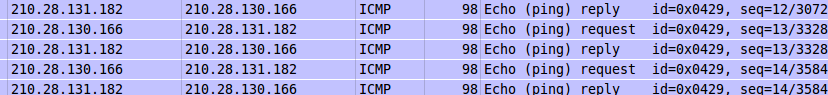 210.28.131.182 210.28.130.166 ICMP 98 Echo (ping) reply id=0x0429, seq=12/3072
210.28.130.166 210.28.131.182 ICMP 98 Echo (ping) request id=0x0429, seq=13/3328
210.28.131.182 210.28.130.166 ICMP 98 Echo (ping) reply id=0x0429, seq=13/3328
210.28.130.166 210.28.131.182 ICMP 98 Echo (ping) request id=0x0429, seq=14/3584
210.28.131.182 210.28.130.166 ICMP 98 Echo (ping) reply id=0x0429, seq=14/3584